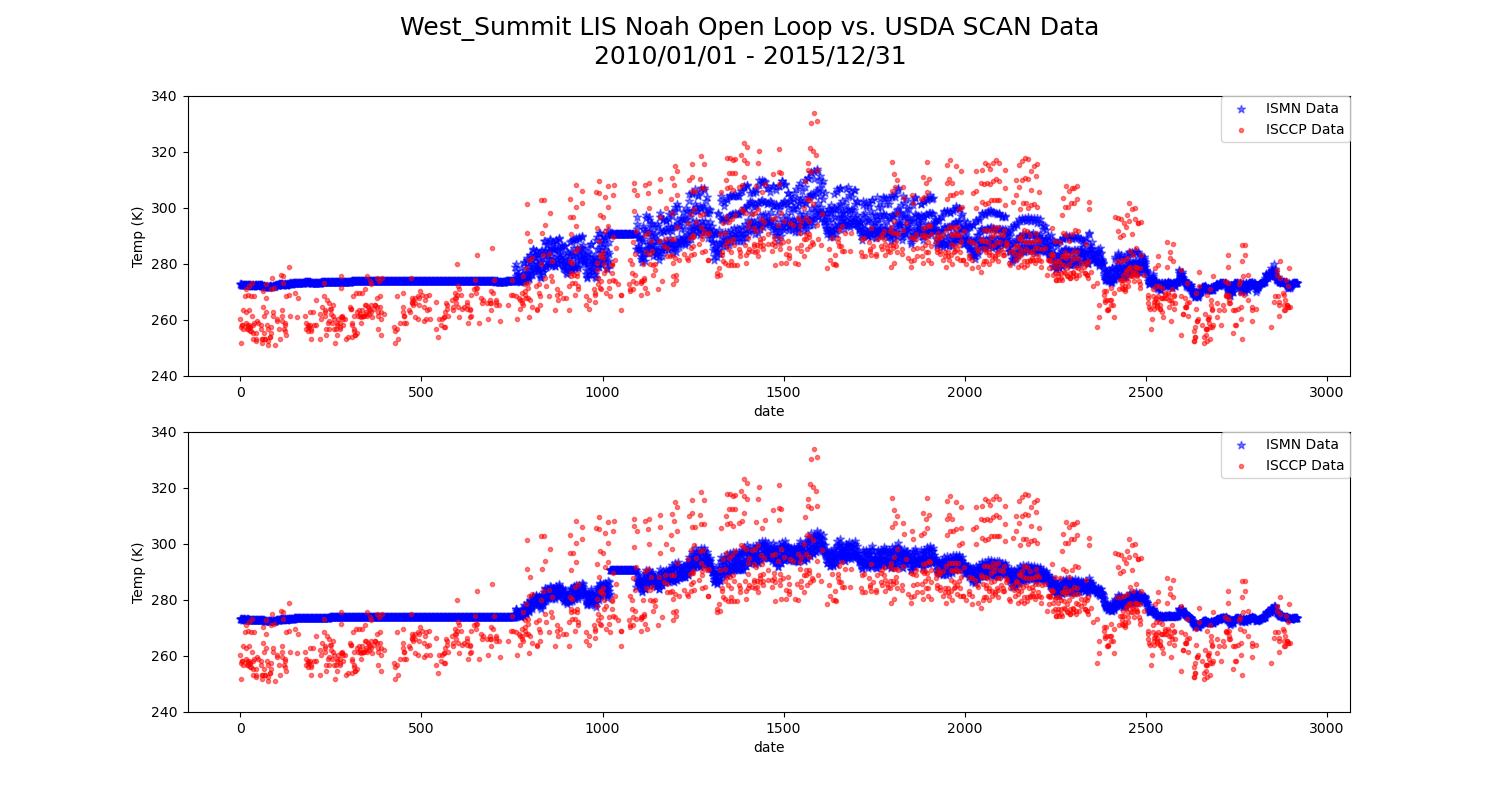 West_Summit LIS Noah Open Loop vs. USDA SCAN Data
2010/01/01 - 2015/12/31
340
320
300
280
260
240
Temp (K)
ISMN Data
ISCCP Data
0 500 1000 1500 2000 2500 3000
date
340
320
300
280
260
240
Temp (K)
ISMN Data
ISCCP Data
0 500 1000 1500 2000 2500 3000
date